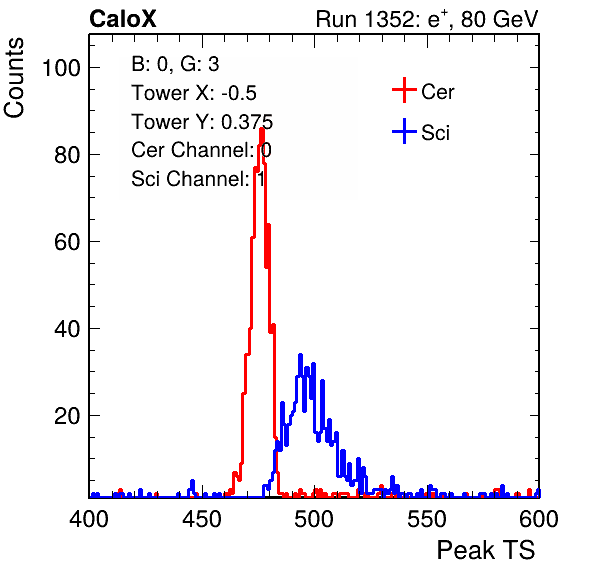 CaloX Run 1352: e⁺, 80 GeV
Counts
B: 0, G: 3
Tower X: -0.5
Tower Y: 0.375
Cer Channel: 0
Sci Channel: 1
Cer
Sci
100
80
60
40
20
400 450 500 550 600
Peak TS